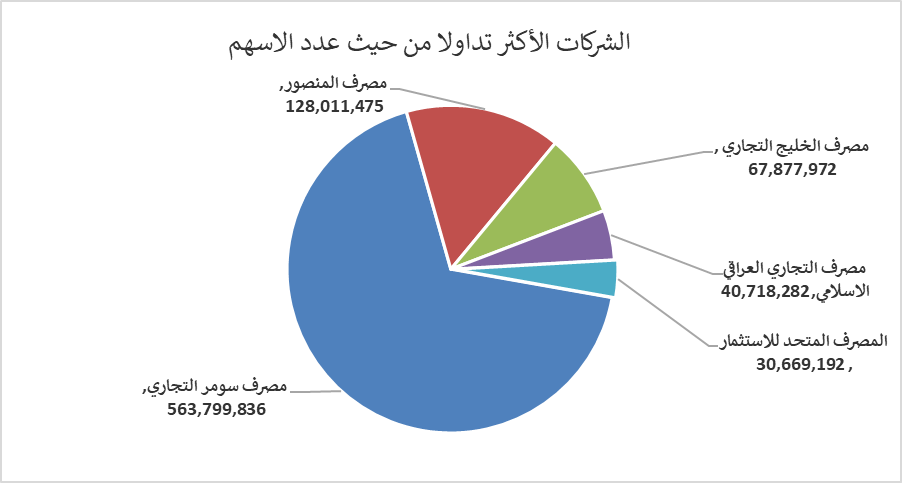 الشركات الأكثر تداولا من حيث عدد الاسهم
مصرف المنصور,
128,011,475
مصرف الخليج التجاري ,
67,877,972
مصرف التجاري العراقي
الاسلامي, 40,718,282
المصرف المتحد للاستثمار
, 30,669,192
مصرف سومر التجاري,
563,799,836